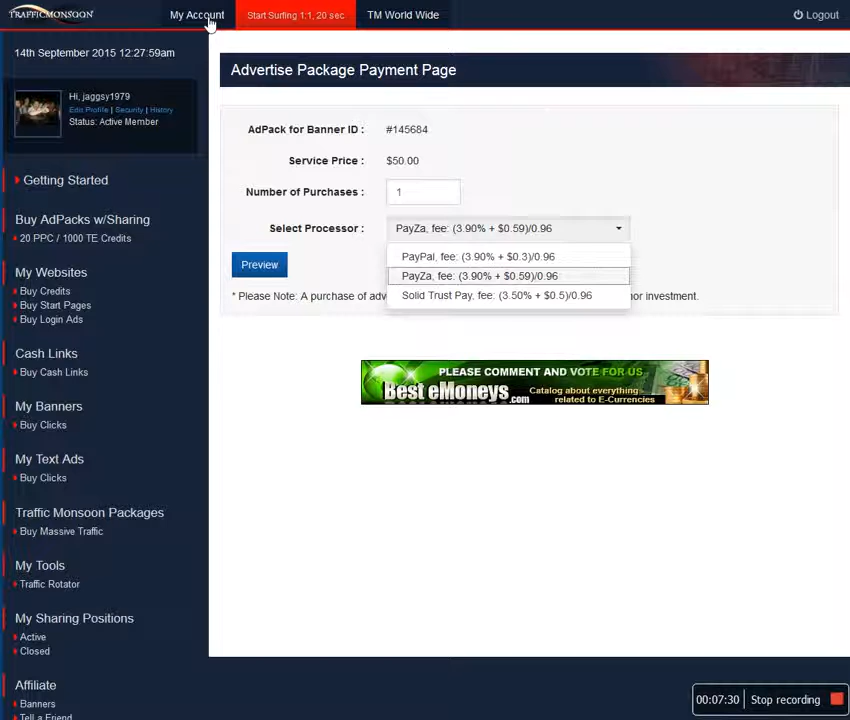 TRAFFICMONSOON
My Account
Start Surfing 1:1, 20 sec
TM World Wide
Logout
14th September 2015 12:27:59am
Hi, jaggsy1979
Edit Profile | Security | History
Status: Active Member
Getting Started
Buy AdPacks w/Sharing
20 PPC / 1000 TE Credits
My Websites
Buy Credits
Buy Start Pages
Buy Login Ads
Cash Links
Buy Cash Links
My Banners
Buy Clicks
My Text Ads
Buy Clicks
Traffic Monsoon Packages
Buy Massive Traffic
My Tools
Traffic Rotator
My Sharing Positions
Active
Closed
Affiliate
Banners
Tell a Friend
Advertise Package Payment Page
AdPack for Banner ID : #145684
Service Price : $50.00
Number of Purchases : 1
Select Processor : PayZa, fee: (3.90% + $0.59)/0.96
PayPal, fee: (3.90% + $0.3)/0.96
PayZa, fee: (3.90% + $0.59)/0.96
Solid Trust Pay, fee: (3.50% + $0.5)/0.96
Preview
* Please Note: A purchase of adv nor investment.
PLEASE COMMENT AND VOTE FOR US
Best eMoneys.com
Catalog about everything
related to E-Currencies
00:07:30
Stop recording